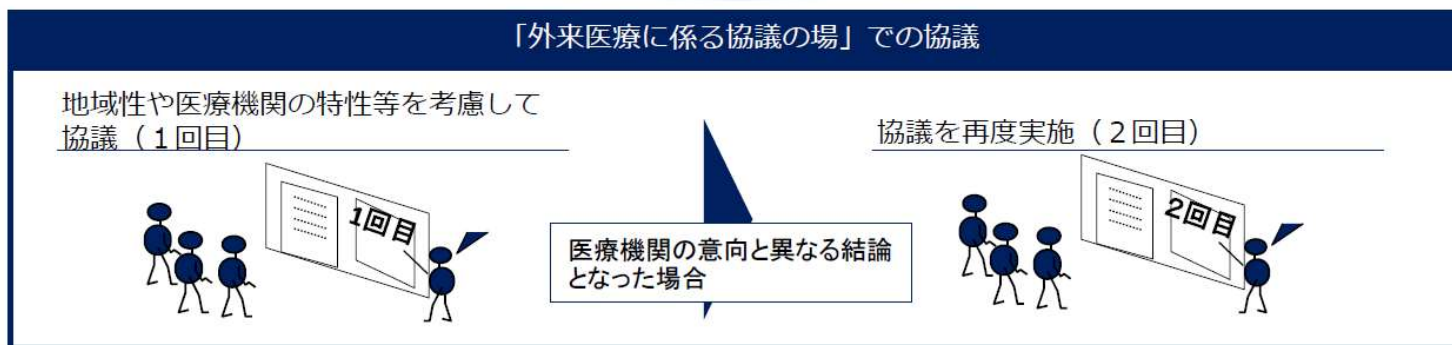 「外来医療に係る協議の場」での協議
地域性や医療機関の特性等を考慮して
協議（１回目）
1回目
医療機関の意向と異なる結論
となった場合
協議を再度実施（２回目）
2回目